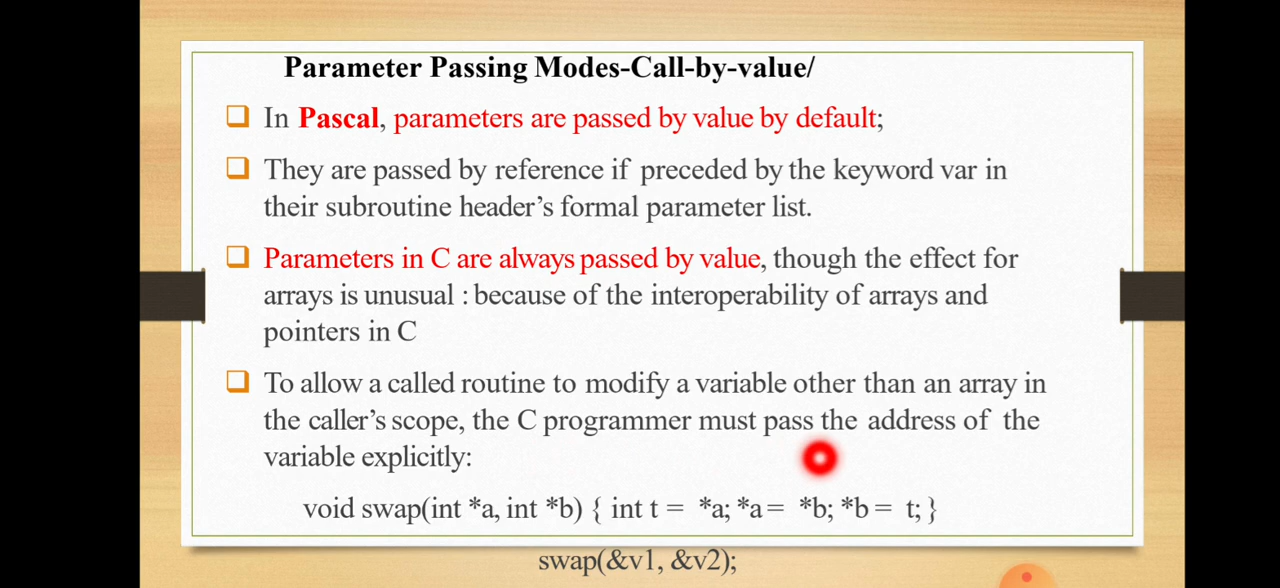 Parameter Passing Modes-Call-by-value/
In Pascal, parameters are passed by value by default;
They are passed by reference if preceded by the keyword var in
their subroutine header’s formal parameter list.
Parameters in C are always passed by value, though the effect for
arrays is unusual : because of the interoperability of arrays and
pointers in C
To allow a called routine to modify a variable other than an array in
the caller’s scope, the C programmer must pass the address of the
variable explicitly:
void swap(int *a, int *b) { int t = *a; *a = *b; *b = t; }
swap(&v1, &v2);